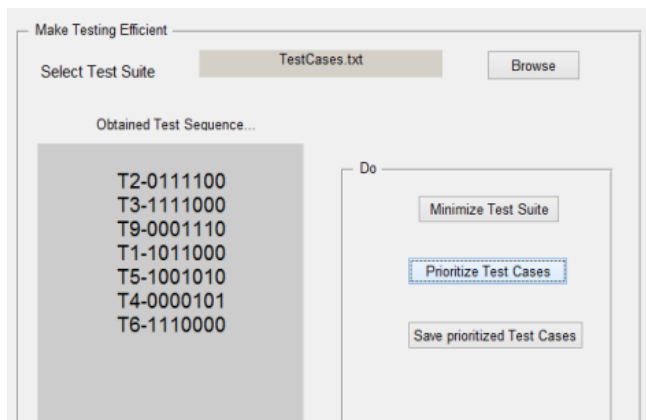 Make Testing Efficient
Select Test Suite
TestCases.txt
Browse
Obtained Test Sequence...
T2-0111100
T3-1111000
T9-0001110
T1-1011000
T5-1001010
T4-0000101
T6-1110000
Do
Minimize Test Suite
Prioritize Test Cases
Save prioritized Test Cases